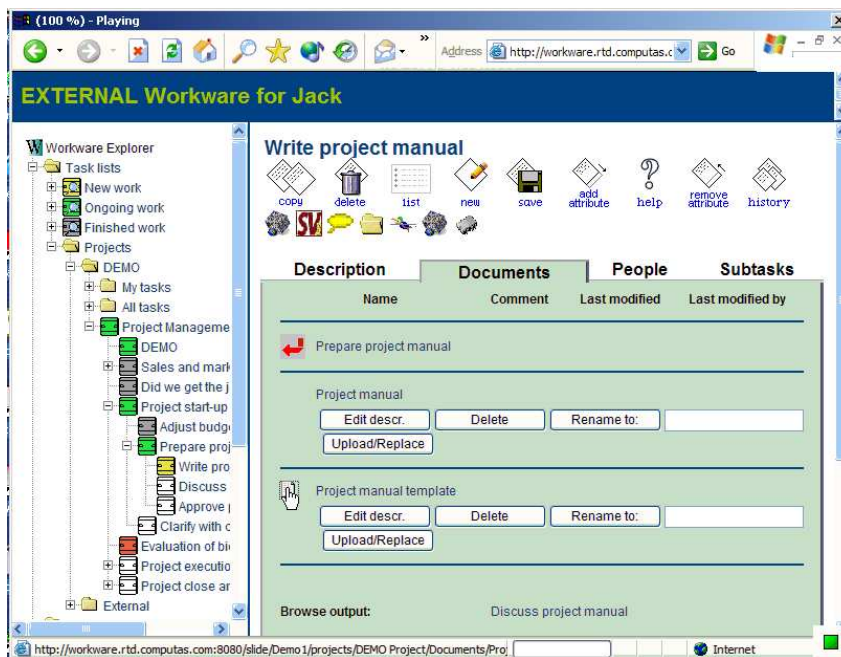 (100 %) - Playing
Address http://workware.rtd.computas.c Go
EXTERNAL Workware for Jack
Workware Explorer
Task lists
New work
Ongoing work
Finished work
Projects
DEMO
My tasks
All tasks
Project Manageme
DEMO
Sales and mark
Did we get the j
Project start-up
Adjust budg
Prepare proj
Write pro
Discuss
Approve p
Clarify with c
Evaluation of bi
Project executio
Project close ar
External
Write project manual
copy delete list new save add attribute help remove attribute history
SV
Description Documents People Subtasks
Name Comment Last modified Last modified by
Prepare project manual
Project manual
Edit descr. Delete Rename to:
Upload/Replace
Project manual template
Edit descr. Delete Rename to:
Upload/Replace
Browse output: Discuss project manual
http://workware.rtd.computas.com:8080/slide/Demo1/projects/DEMO Project/Documents/Proj Internet